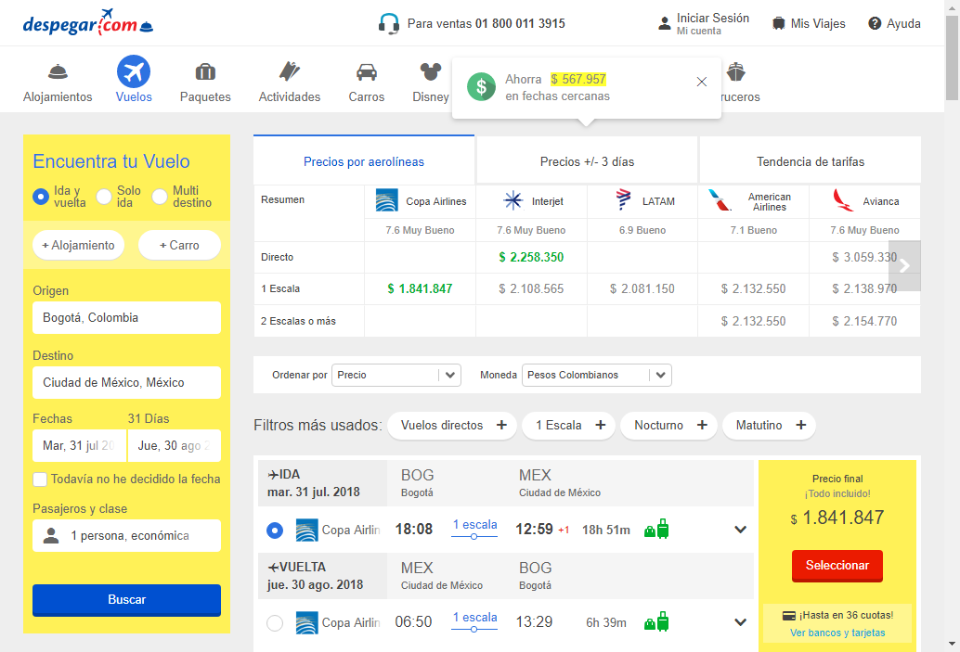 despegar.com
Para ventas 01 800 011 3915
Iniciar Sesión
Mi cuenta
Mis Viajes
Ayuda
Alojamientos
Vuelos
Paquetes
Actividades
Carros
Disney
ruceros
Ahorra $ 567.957
en fechas cercanas
Encuentra tu Vuelo
Ida y vuelta
Solo ida
Multi destino
+ Alojamiento
+ Carro
Origen
Bogotá, Colombia
Destino
Ciudad de México, México
Fechas
31 Días
Mar, 31 jul 20
Jue, 30 ago 2
Todavía no he decidido la fecha
Pasajeros y clase
1 persona, económica
Buscar
Precios por aerolíneas
Precios +/- 3 días
Tendencia de tarifas
Resumen
Copa Airlines
Interjet
LATAM
American Airlines
Avianca
7.6 Muy Bueno
7.6 Muy Bueno
6.9 Bueno
7.1 Bueno
7.6 Muy Bueno
Directo
$ 2.258.350
$ 3.059.330
1 Escala
$ 1.841.847
$ 2.108.565
$ 2.081.150
$ 2.132.550
$ 2.138.970
2 Escalas o más
$ 2.132.550
$ 2.154.770
Ordenar por
Precio
Moneda
Pesos Colombianos
Filtros más usados:
Vuelos directos +
1 Escala +
Nocturno +
Matutino +
IDA
mar. 31 jul. 2018
BOG
Bogotá
MEX
Ciudad de México
Copa Airlin
18:08
1 escala
12:59 +1
18h 51m
VUELTA
jue. 30 ago. 2018
MEX
Ciudad de México
BOG
Bogotá
Copa Airlin
06:50
1 escala
13:29
6h 39m
Precio final
¡Todo incluido!
$ 1.841.847
Seleccionar
¡Hasta en 36 cuotas!
Ver bancos y tarjetas